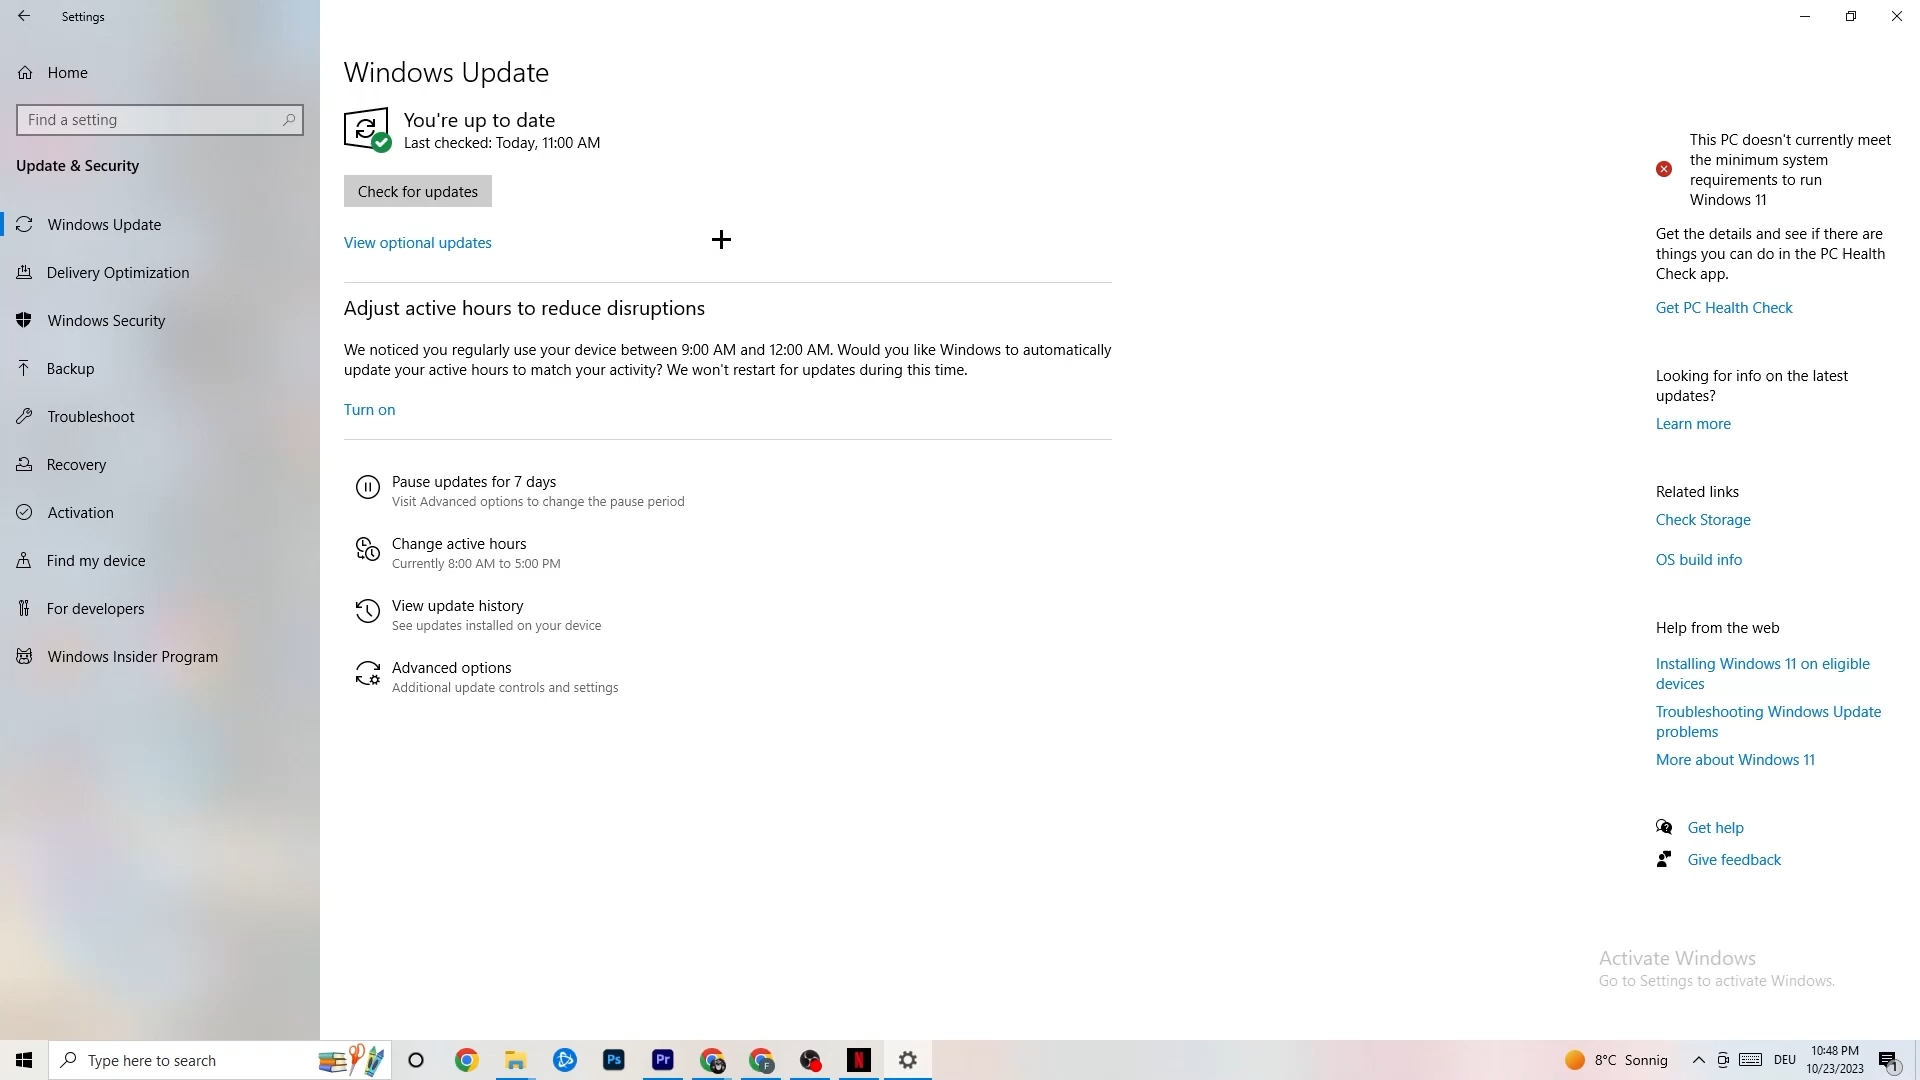 Settings
Home
Find a setting
Update & Security
Windows Update
Delivery Optimization
Windows Security
Backup
Troubleshoot
Recovery
Activation
Find my device
For developers
Windows Insider Program
Windows Update
You're up to date
Last checked: Today, 11:00 AM
Check for updates
View optional updates
Adjust active hours to reduce disruptions
We noticed you regularly use your device between 9:00 AM and 12:00 AM. Would you like Windows to automatically
update your active hours to match your activity? We won't restart for updates during this time.
Turn on
Pause updates for 7 days
Visit Advanced options to change the pause period
Change active hours
Currently 8:00 AM to 5:00 PM
View update history
See updates installed on your device
Advanced options
Additional update controls and settings
This PC doesn't currently meet
the minimum system
requirements to run
Windows 11
Get the details and see if there are
things you can do in the PC Health
Check app.
Get PC Health Check
Looking for info on the latest
updates?
Learn more
Related links
Check Storage
OS build info
Help from the web
Installing Windows 11 on eligible
devices
Troubleshooting Windows Update
problems
More about Windows 11
Get help
Give feedback
Activate Windows
Go to Settings to activate Windows.
Type here to search
Ps
Pr
F
N
8°C Sonnig
DEU
10:48 PM
10/23/2023
1